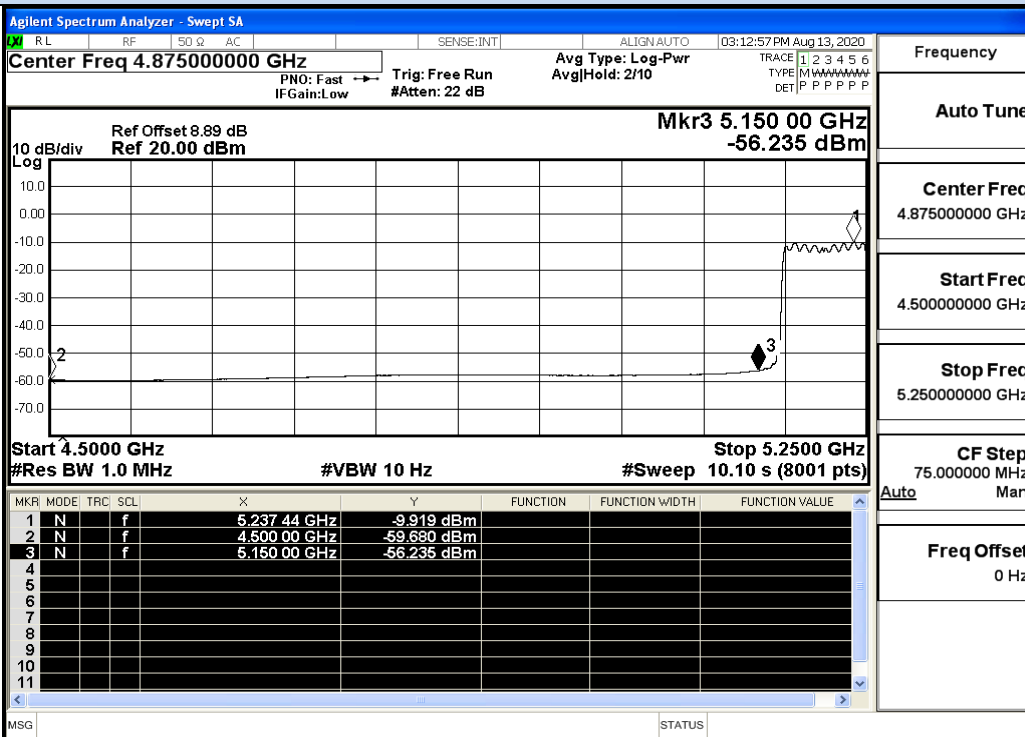 Agilent Spectrum Analyzer - Swept SA
LXI RL RF 50 Ω AC SENSE:INT ALIGN AUTO 03:12:57 PM Aug 13, 2020
Center Freq 4.875000000 GHz
PNO: Fast
IFGain:Low
Trig: Free Run
#Atten: 22 dB
Avg Type: Log-Pwr
Avg|Hold: 2/10
TRACE 1 2 3 4 5 6
TYPE M WWWWW
DET P P P P P P
Ref Offset 8.89 dB
10 dB/div Ref 20.00 dBm
Log
Mkr3 5.150 00 GHz
-56.235 dBm
10.0
0.00
-10.0
-20.0
-30.0
-40.0
-50.0
-60.0
-70.0
1
2
3
Start 4.5000 GHz Stop 5.2500 GHz
#Res BW 1.0 MHz #VBW 10 Hz #Sweep 10.10 s (8001 pts)
MKR MODE TRC SCL X Y FUNCTION FUNCTION WIDTH FUNCTION VALUE
1 N f 5.237 44 GHz -9.919 dBm
2 N f 4.500 00 GHz -59.680 dBm
3 N f 5.150 00 GHz -56.235 dBm
4
5
6
7
8
9
10
11
MSG STATUS
Frequency
Auto Tune
Center Freq
4.875000000 GHz
Start Freq
4.500000000 GHz
Stop Freq
5.250000000 GHz
CF Step
75.000000 MHz
Auto Man
Freq Offset
0 Hz